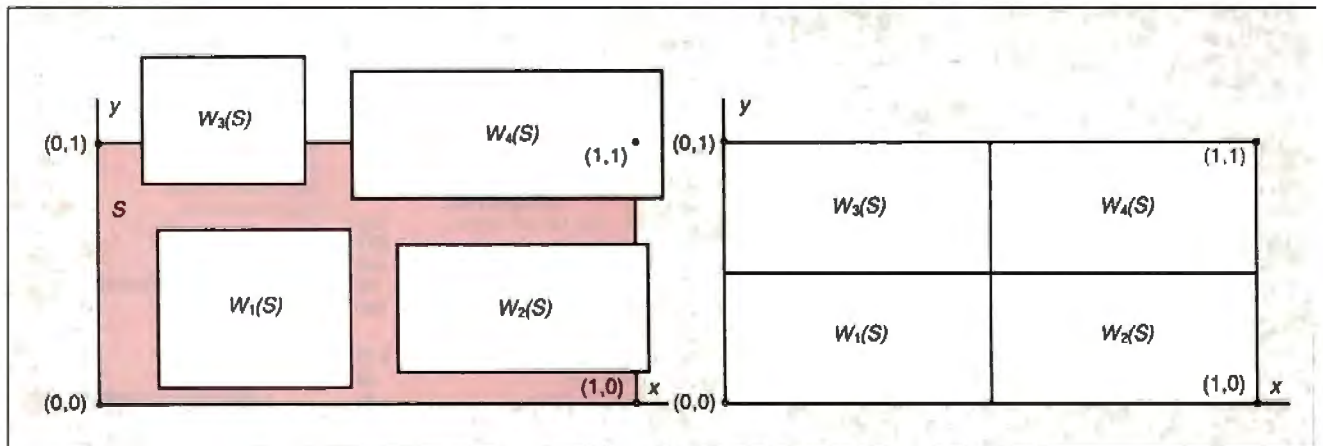 y
W₃(S)
W₄(S)
(0,1)
(1,1)
S
W₁(S)
W₂(S)
(1,0)
x
(0,0)
y
(0,1)
(1,1)
W₃(S)
W₄(S)
W₁(S)
W₂(S)
(1,0)
x
(0,0)